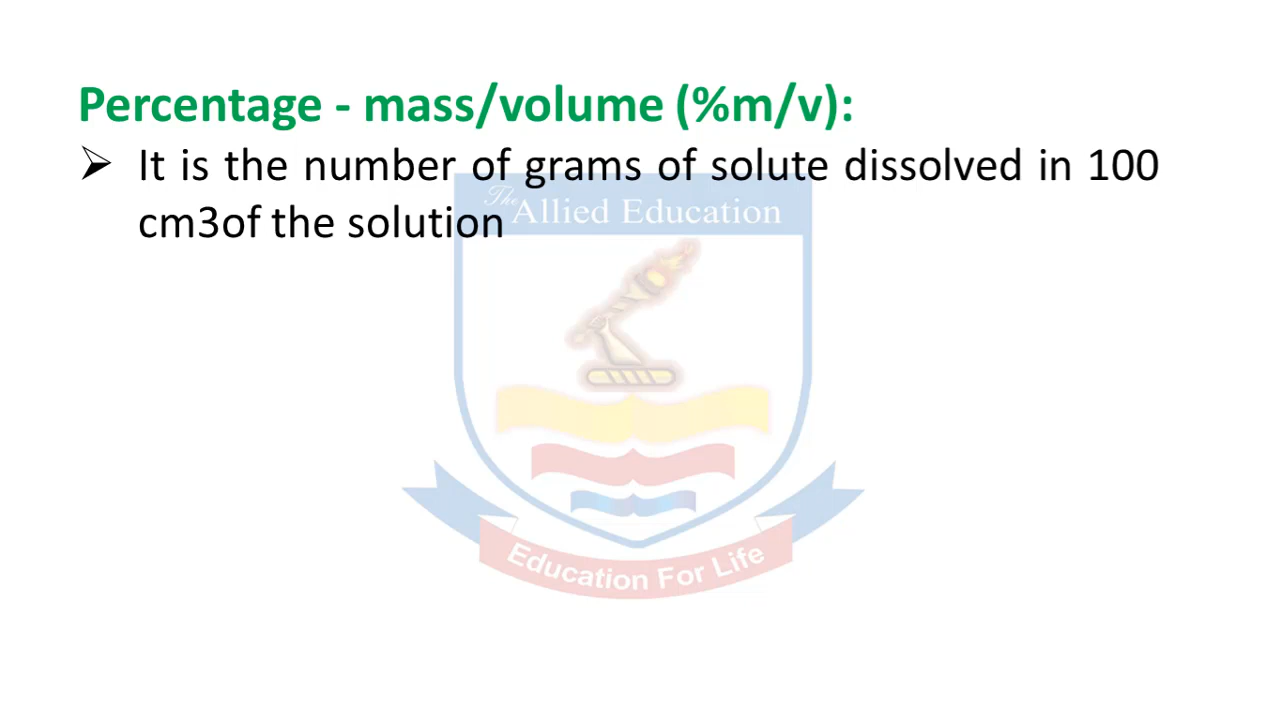 Percentage - mass/volume (%m/v):
➢ It is the number of grams of solute dissolved in 100
cm3of the solution
The Allied Education
Education For Life